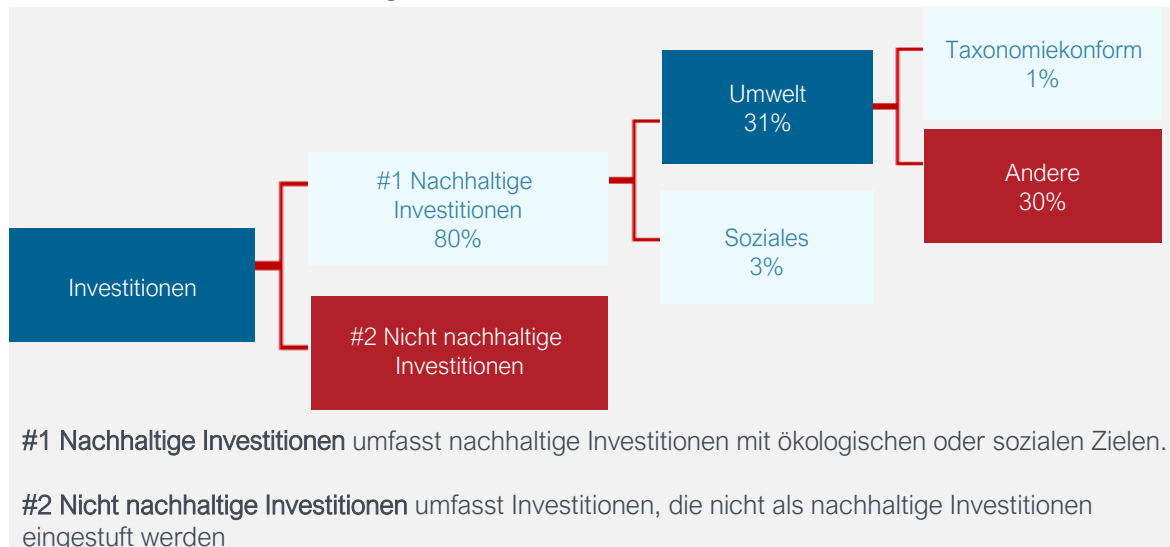 Taxonomiekonform
1%
Umwelt
31%
Andere
30%
#1 Nachhaltige
Investitionen
80%
Soziales
3%
Investitionen
#2 Nicht nachhaltige
Investitionen
#1 Nachhaltige Investitionen umfasst nachhaltige Investitionen mit ökologischen oder sozialen Zielen.
#2 Nicht nachhaltige Investitionen umfasst Investitionen, die nicht als nachhaltige Investitionen
eingestuft werden